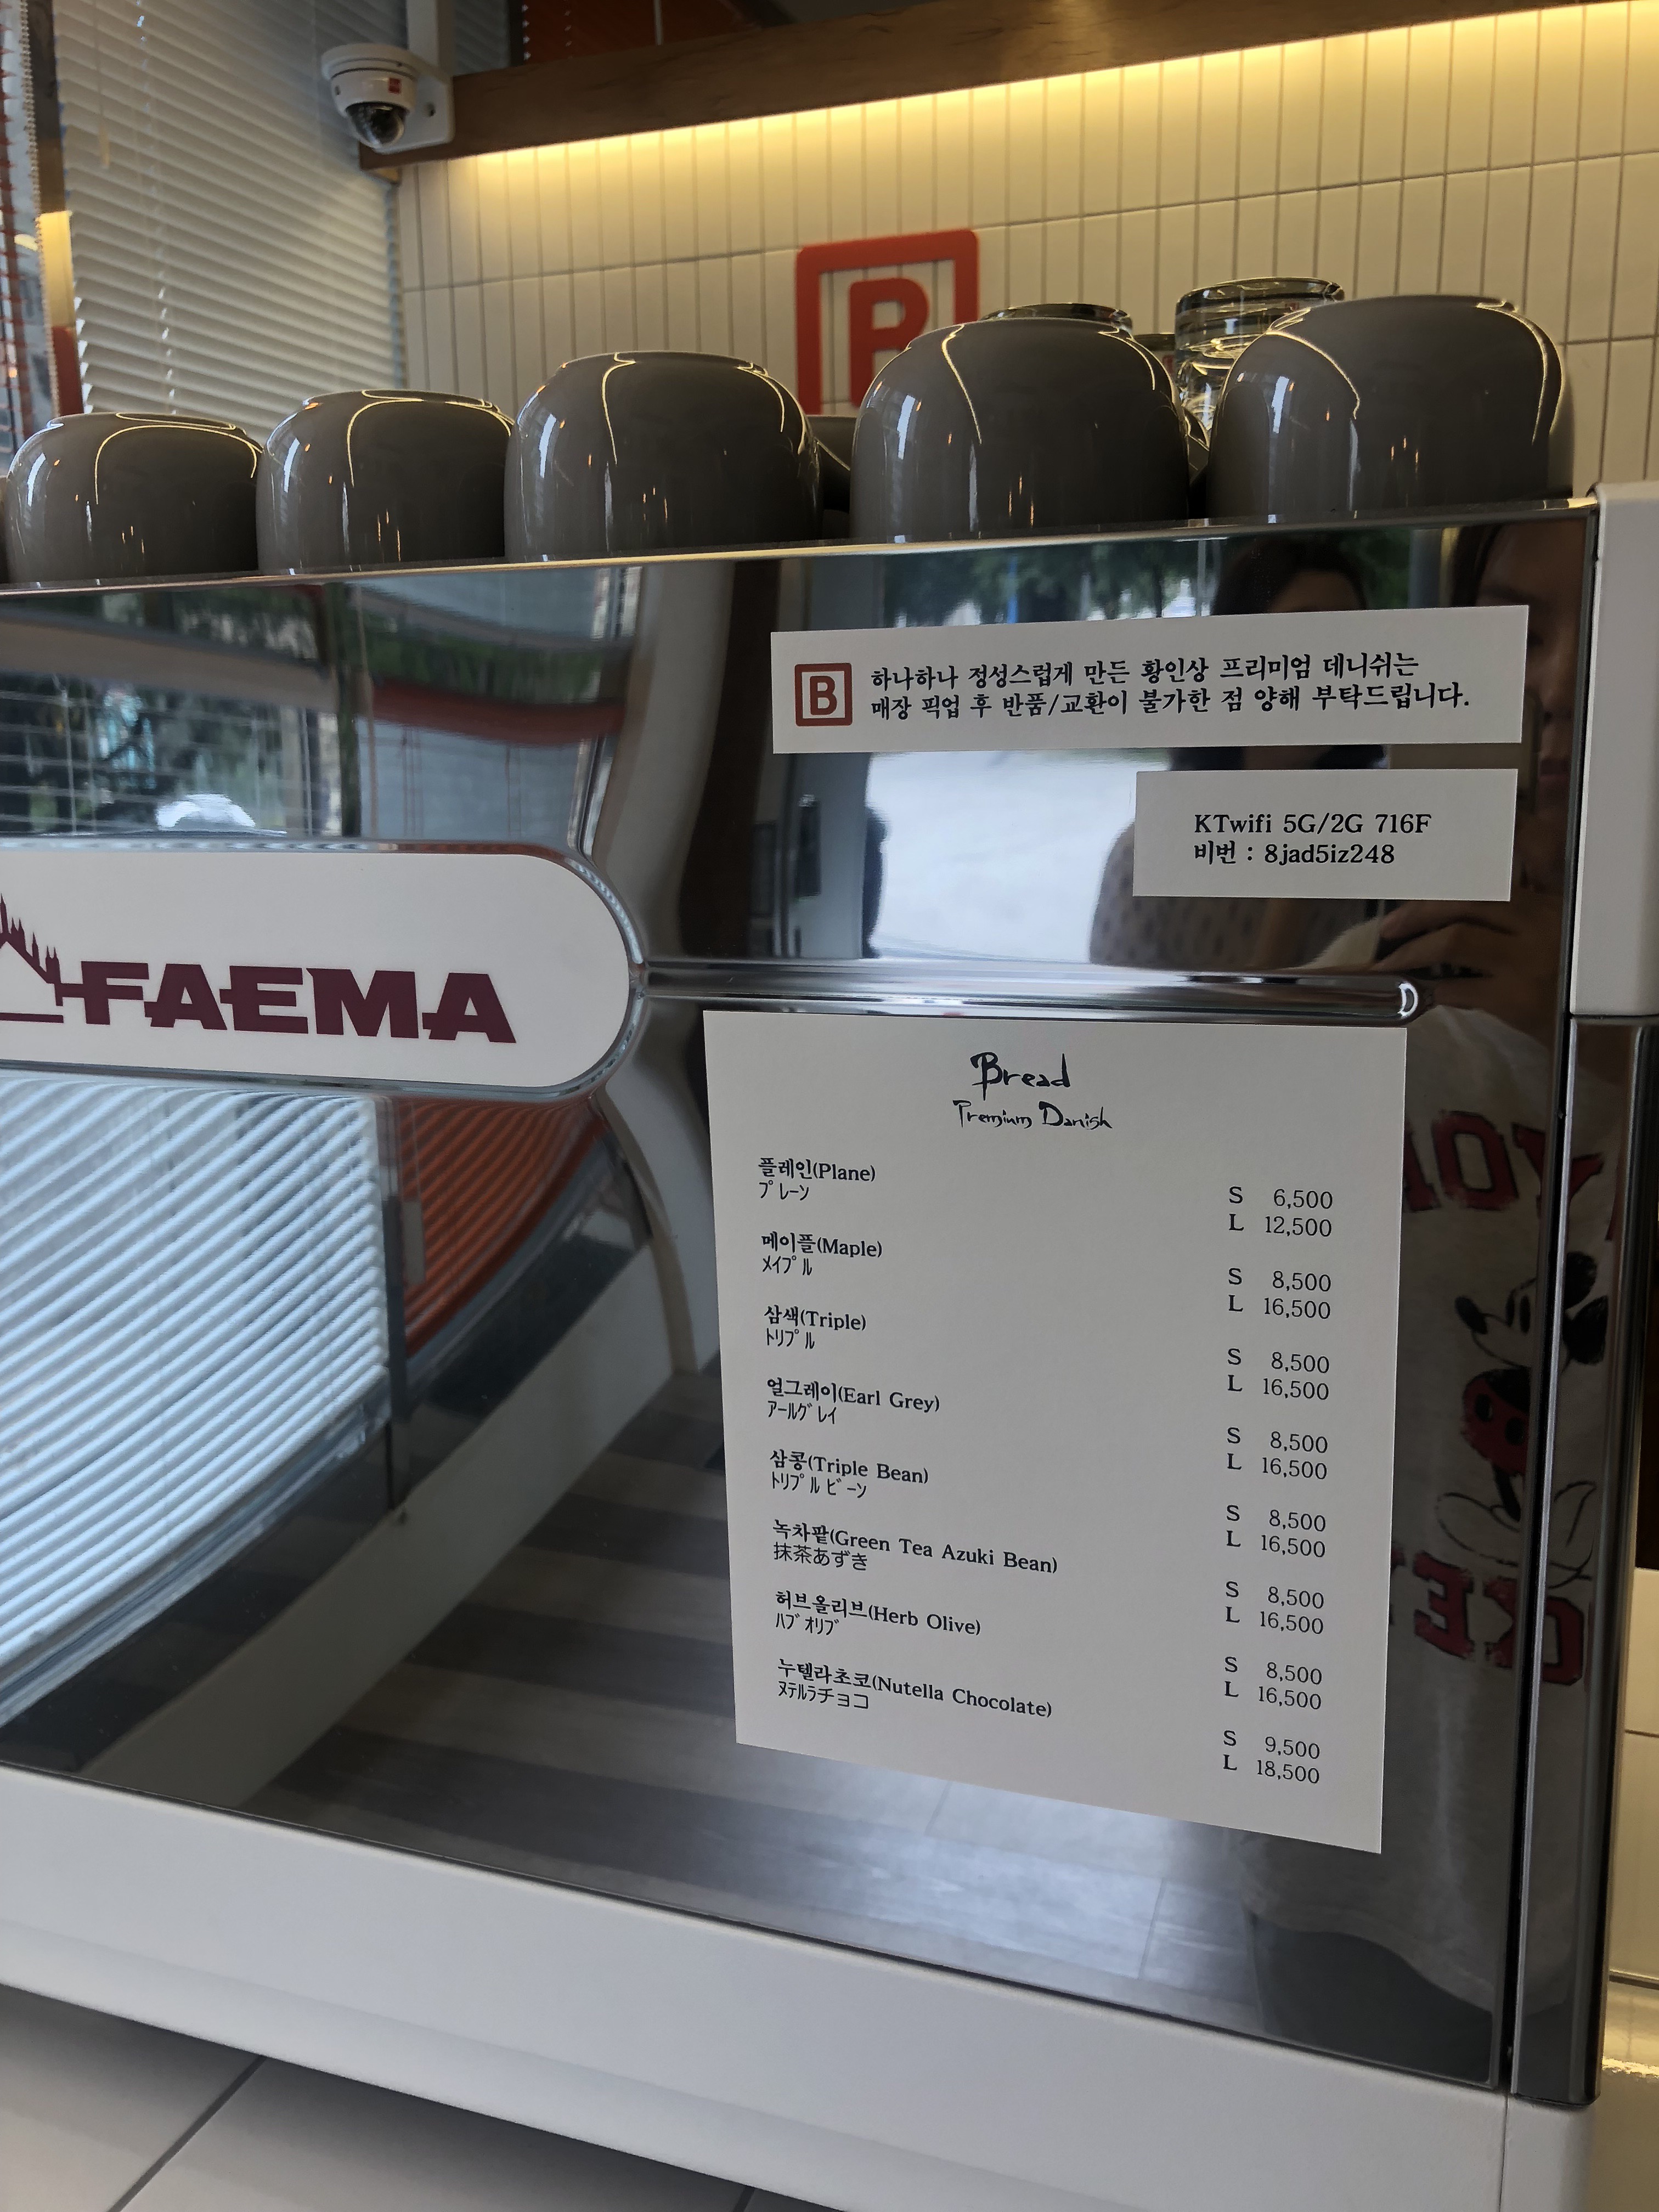 B
하나하나 정성스럽게 만든 황인상 프리미엄 데니쉬는
매장 픽업 후 반품/교환이 불가한 점 양해 부탁드립니다.
KTwifi 5G/2G 716F
비번 : 8jad5iz248
FAEMA
Bread
Premium Danish
플레인(Plane)
プレーン
S 6,500
L 12,500
메이플(Maple)
メイプル
S 8,500
L 16,500
삼색(Triple)
トリプル
S 8,500
L 16,500
얼그레이(Earl Grey)
アールグレイ
S 8,500
L 16,500
삼콩(Triple Bean)
トリプルビーン
S 8,500
L 16,500
녹차팥(Green Tea Azuki Bean)
抹茶あずき
S 8,500
L 16,500
허브올리브(Herb Olive)
ハブオリブ
S 8,500
L 16,500
누텔라초코(Nutella Chocolate)
ヌテルラチョコ
S 9,500
L 18,500